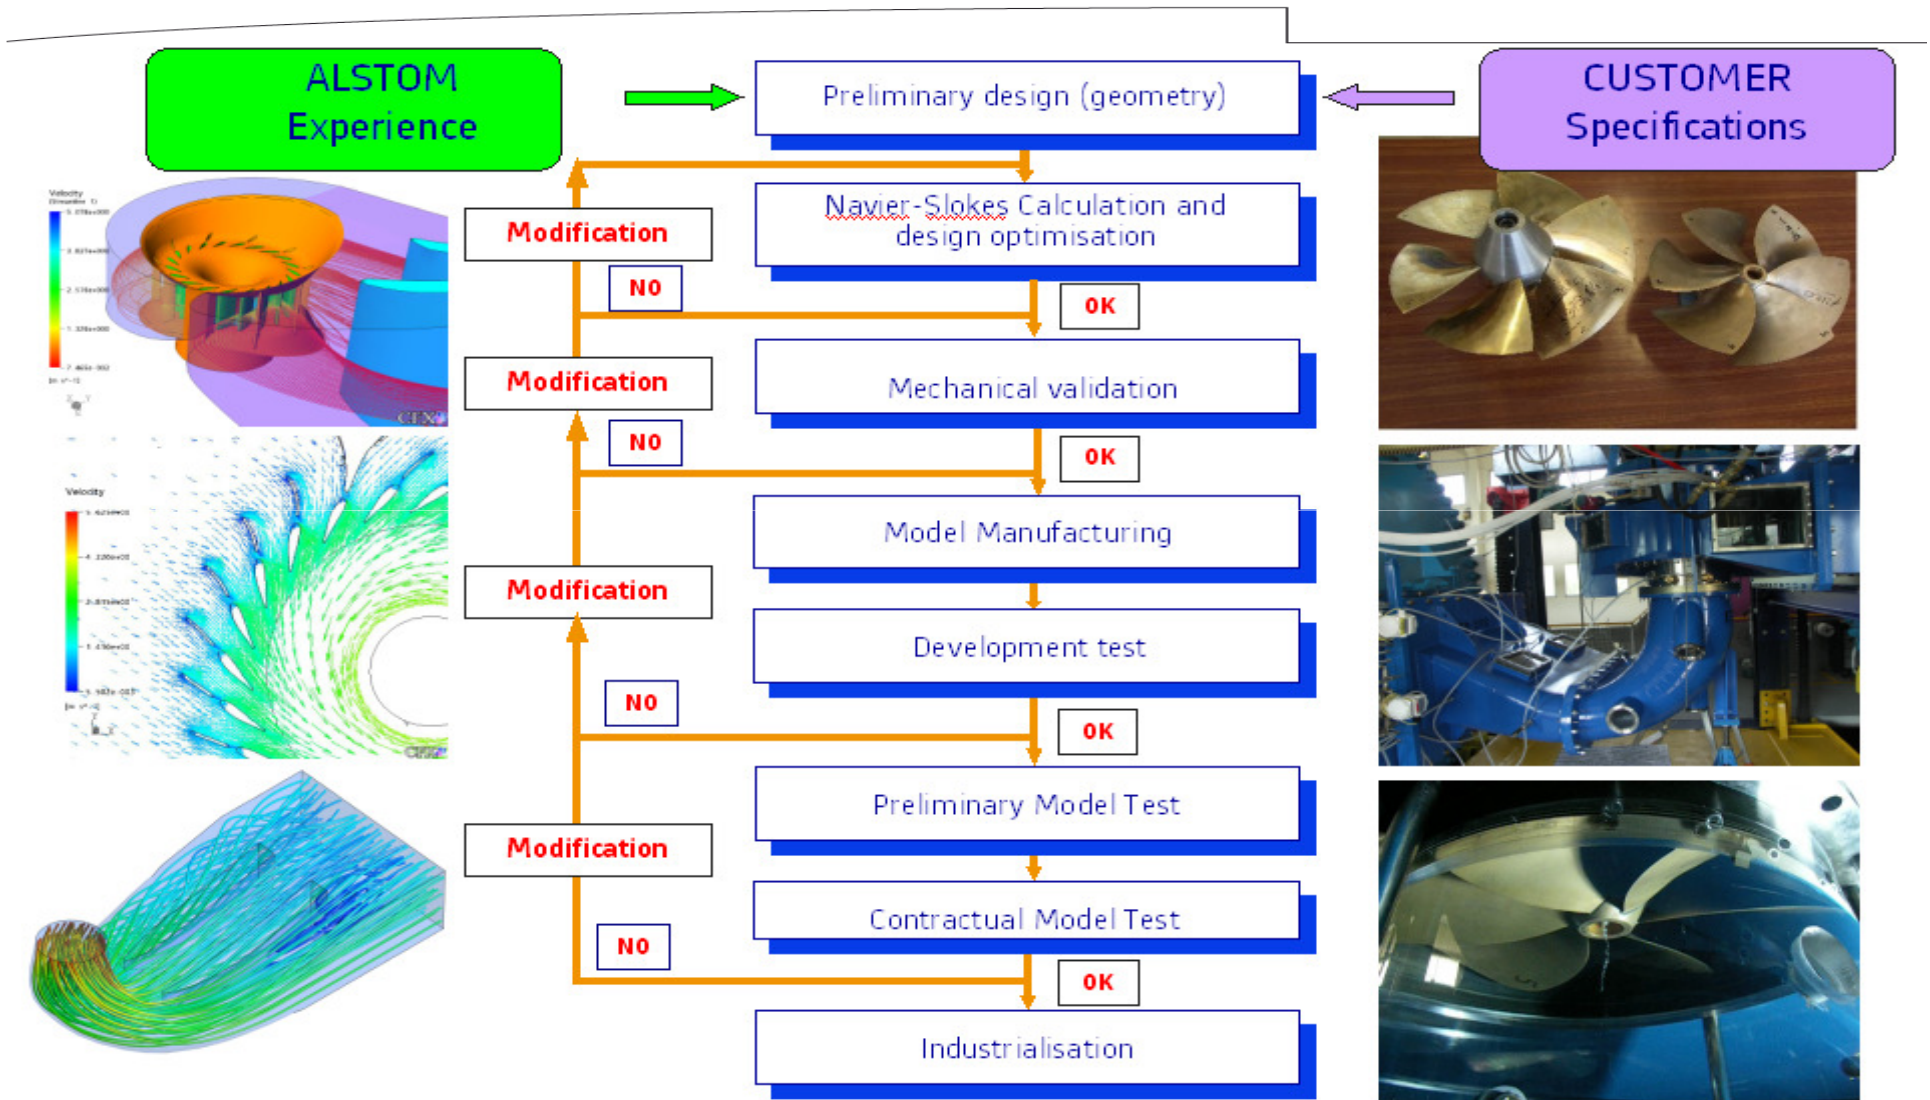 ALSTOM
Experience
Preliminary design (geometry)
CUSTOMER
Specifications
Navier-Slokes Calculation and
design optimisation
Modification
NO
OK
Mechanical validation
Modification
NO
OK
Model Manufacturing
Modification
Development test
NO
OK
Preliminary Model Test
Modification
Contractual Model Test
NO
OK
Industrialisation
Velocity
CFX
Velocity